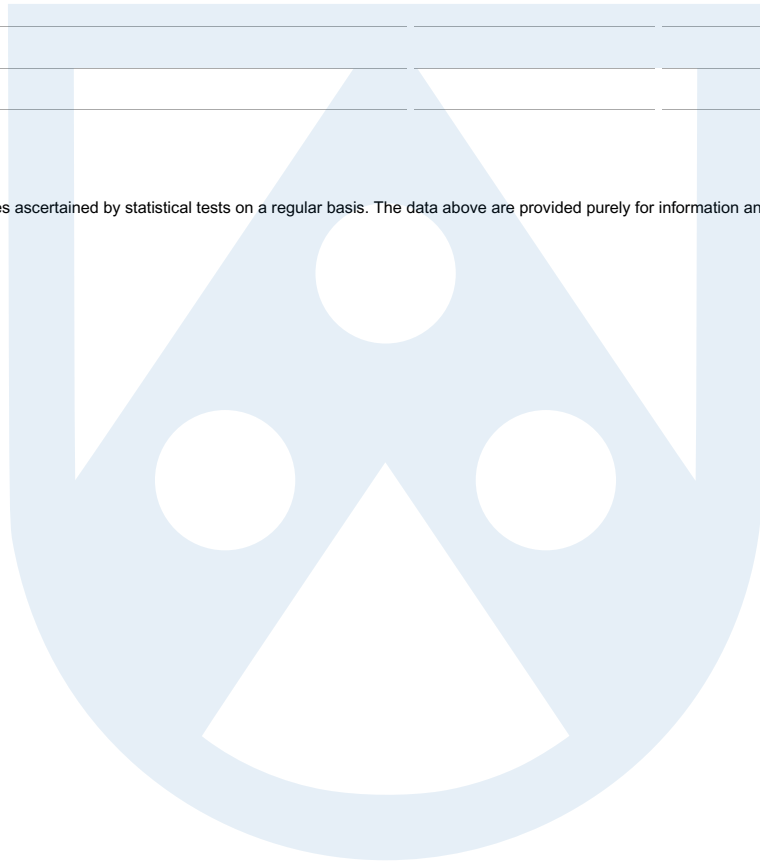 es ascertained by statistical tests on a regular basis. The data above are provided purely for information an